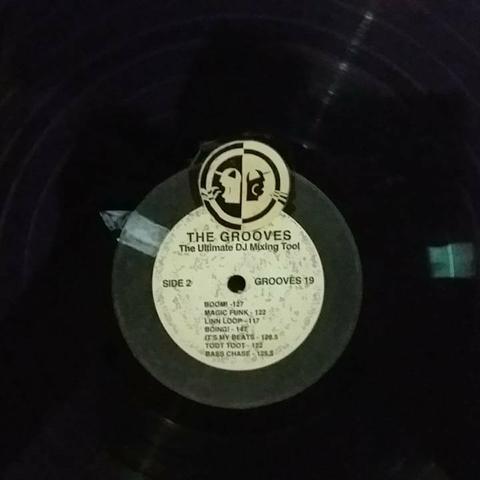 THE GROOVES
The Ultimate DJ Mixing Tool
SIDE 2 GROOVES 19
BOOM! -127
MAGIC FUNK - 122
LINN LOOP - 117
BOING! - 142
IT'S MY BEATS - 126.5
TOOT TOOT - 122
BASS CHASE - 125.5